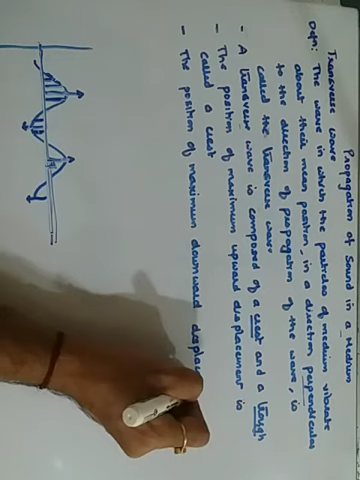 Propagation of Sound in a Medium
Transverse wave
Defn: The wave in which the particles of medium vibrate
about their mean position, in a direction perpendicular
to the direction of propagation of the wave, is
called the transverse wave
- A transverse wave is composed of a crest and a trough
- The position of maximum upward displacement is
called a crest
- The position of maximum downward displac